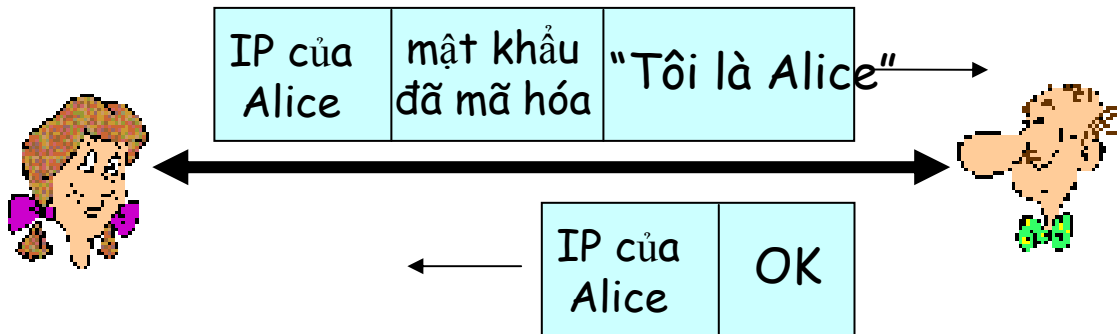 IP của
Alice
mật khẩu
đã mã hóa
“Tôi là Alice”
IP của
Alice
OK